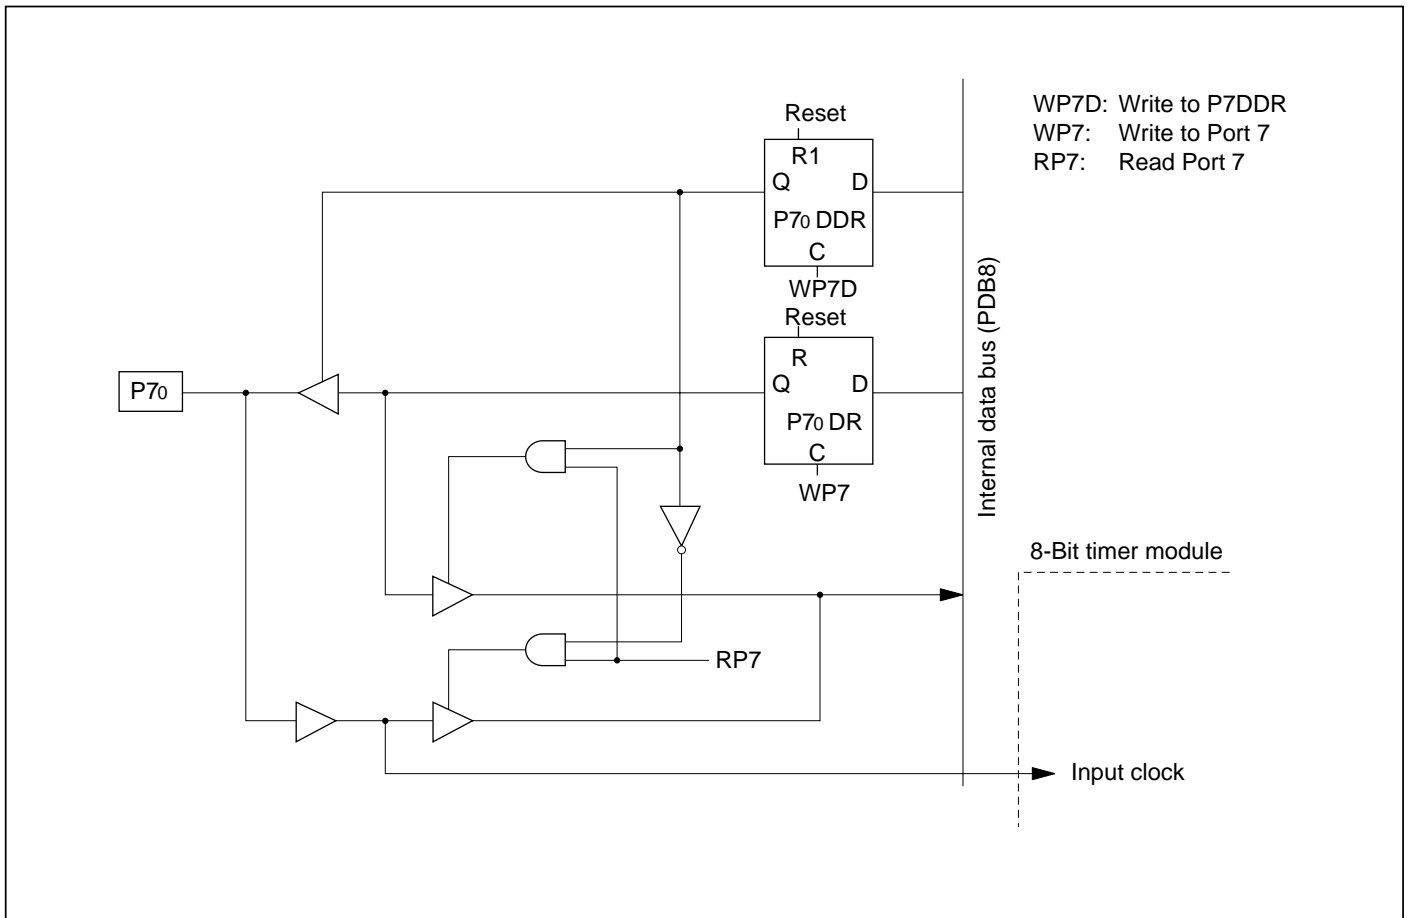 Reset
R1
Q D
P70 DDR
C
WP7D
Reset
R
Q D
P70 DR
C
WP7
P70
RP7
Internal data bus (PDB8)
WP7D: Write to P7DDR
WP7: Write to Port 7
RP7: Read Port 7
8-Bit timer module
Input clock